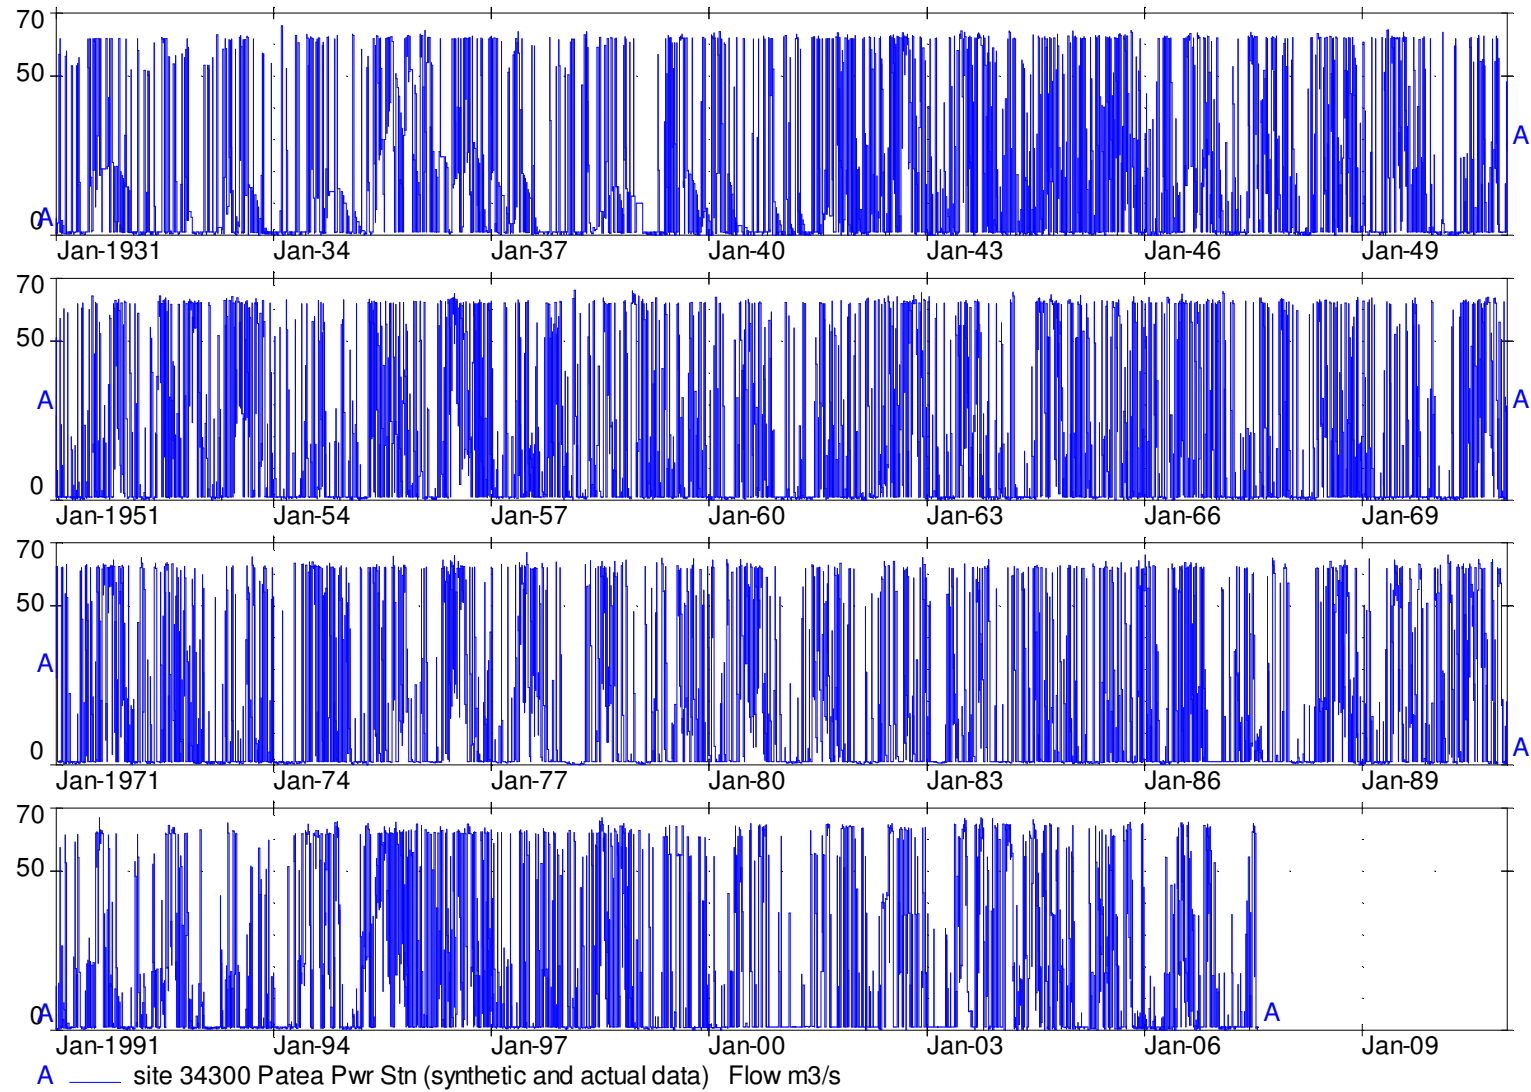 70
50
0
A
A
Jan-1931 Jan-34 Jan-37 Jan-40 Jan-43 Jan-46 Jan-49
70
50
A
A
0
Jan-1951 Jan-54 Jan-57 Jan-60 Jan-63 Jan-66 Jan-69
70
50
A
0
A
Jan-1971 Jan-74 Jan-77 Jan-80 Jan-83 Jan-86 Jan-89
70
50
0
A
A
Jan-1991 Jan-94 Jan-97 Jan-00 Jan-03 Jan-06 Jan-09
A site 34300 Patea Pwr Stn (synthetic and actual data) Flow m3/s